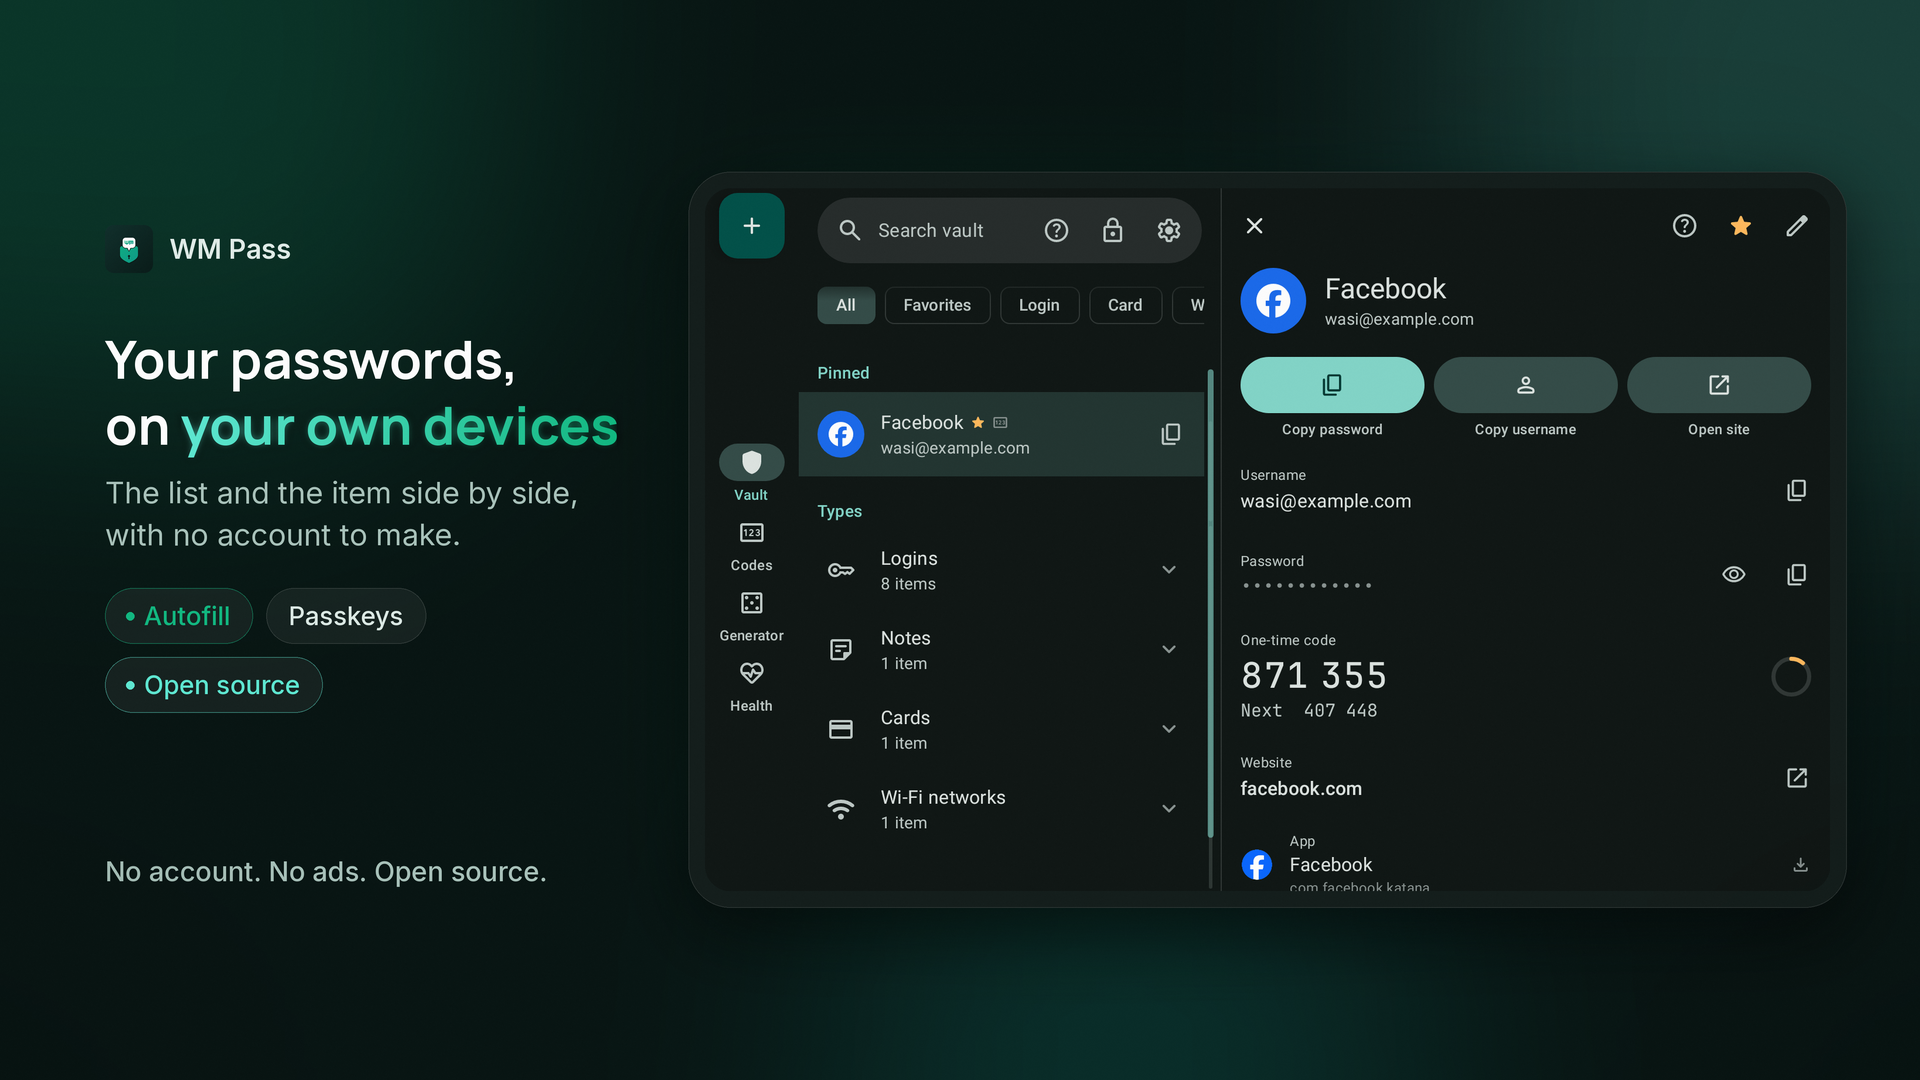 WM Pass
Your passwords,
on your own devices
The list and the item side by side,
with no account to make.
Autofill
Passkeys
Open source
No account. No ads. Open source.
+
Vault
123
Codes
Generator
Health
Search vault
All
Favorites
Login
Card
W
Pinned
Facebook
wasi@example.com
Types
Logins
8 items
Notes
1 item
Cards
1 item
Wi-Fi networks
1 item
Facebook
wasi@example.com
Copy password
Copy username
Open site
Username
wasi@example.com
Password
••••••••••••
One-time code
871 355
Next 407 448
Website
facebook.com
App
Facebook
com.facebook.katana